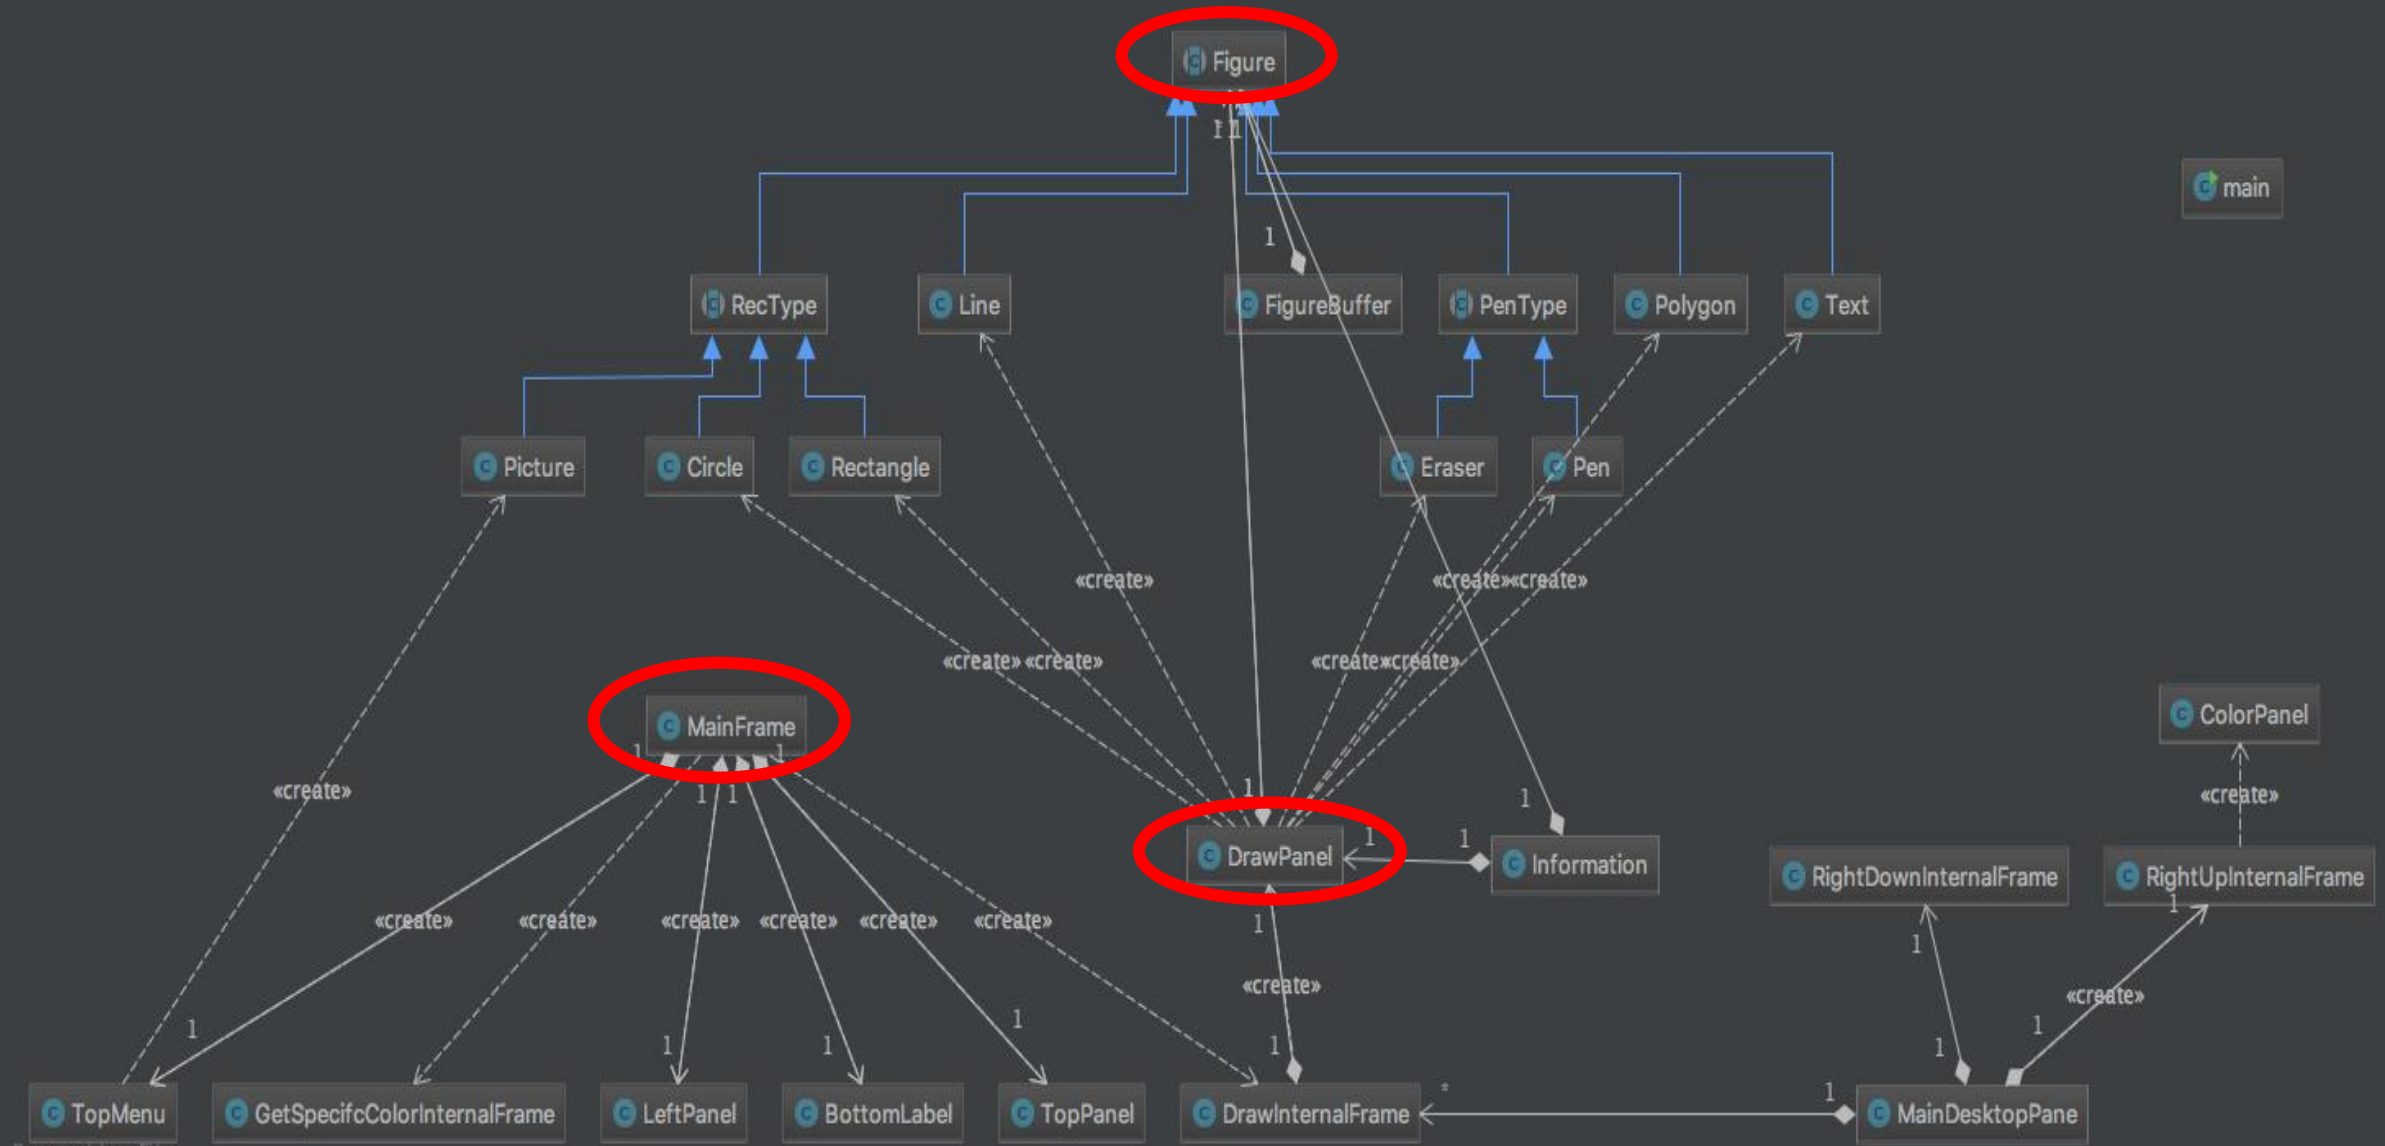 Figure
1 1
main
1
RecType
Line
FigureBuffer
PenType
Polygon
Text
Picture
Circle
Rectangle
Eraser
Pen
«create»
«create»
«create»
«create»
«create»
«create»
«create»
MainFrame
1
1
ColorPanel
«create»
1
1
1
1
1
1
«create»
DrawPanel
1
1
Information
RightDownInternalFrame
RightUpInternalFrame
1
«create»
«create»
«create»
«create»
«create»
«create»
1
1
«create»
«create»
1
1
1
1
1
1
1
*
1
TopMenu
GetSpecifcColorInternalFrame
LeftPanel
BottomLabel
TopPanel
DrawInternalFrame
MainDesktopPane